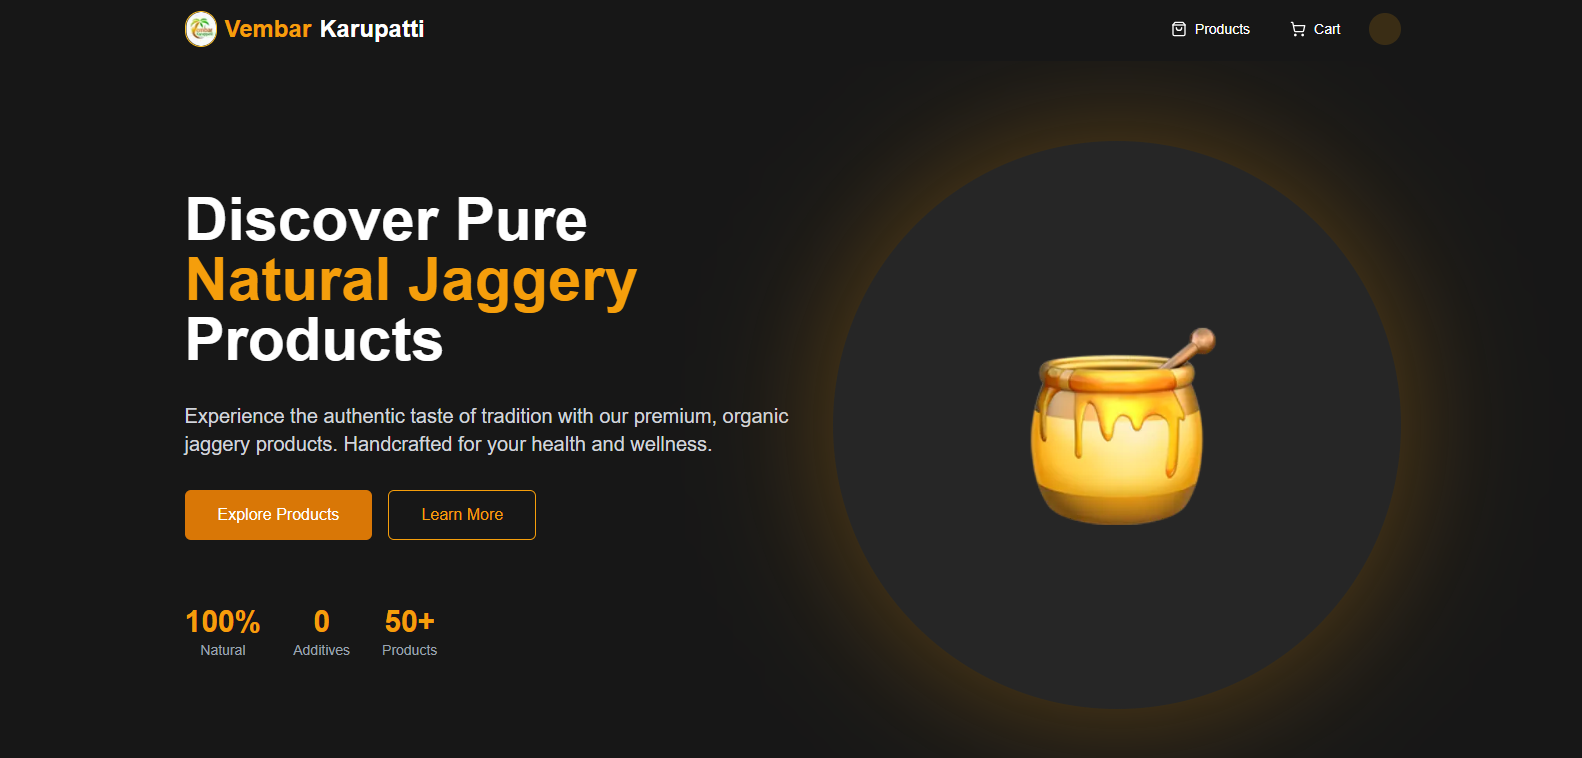 Vembar Karupatti
Products
Cart
Discover Pure
Natural Jaggery
Products
Experience the authentic taste of tradition with our premium, organic
jaggery products. Handcrafted for your health and wellness.
Explore Products
Learn More
100%
Natural
0
Additives
50+
Products